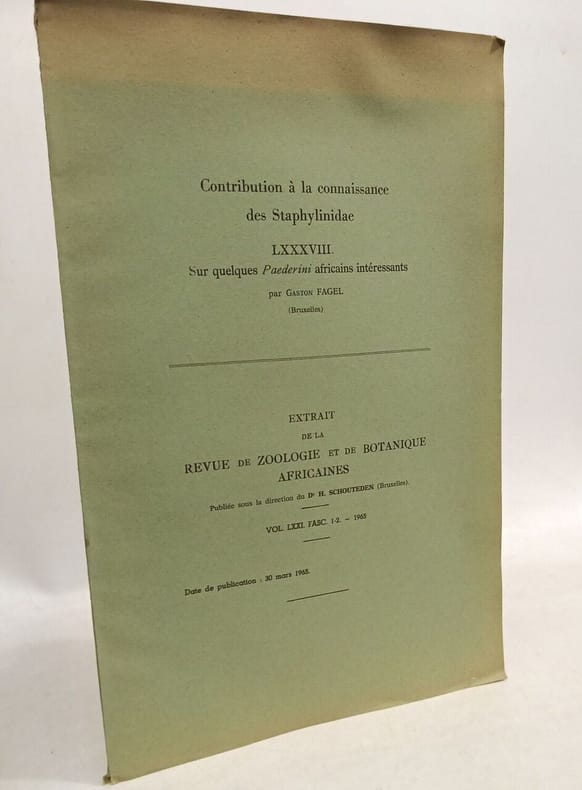 Contribution à la connaissance
des Staphylinidae
LXXXVIII.
Sur quelques Paederini africains intéressants
par Gaston FAGEL
(Bruxelles)
EXTRAIT
DE LA
REVUE DE ZOOLOGIE ET DE BOTANIQUE
AFRICAINES
Publiée sous la direction du Dr H. SCHOUTEDEN (Bruxelles).
VOL. LXXI. FASC. 1-2. – 1965
Date de publication : 30 mars 1965.